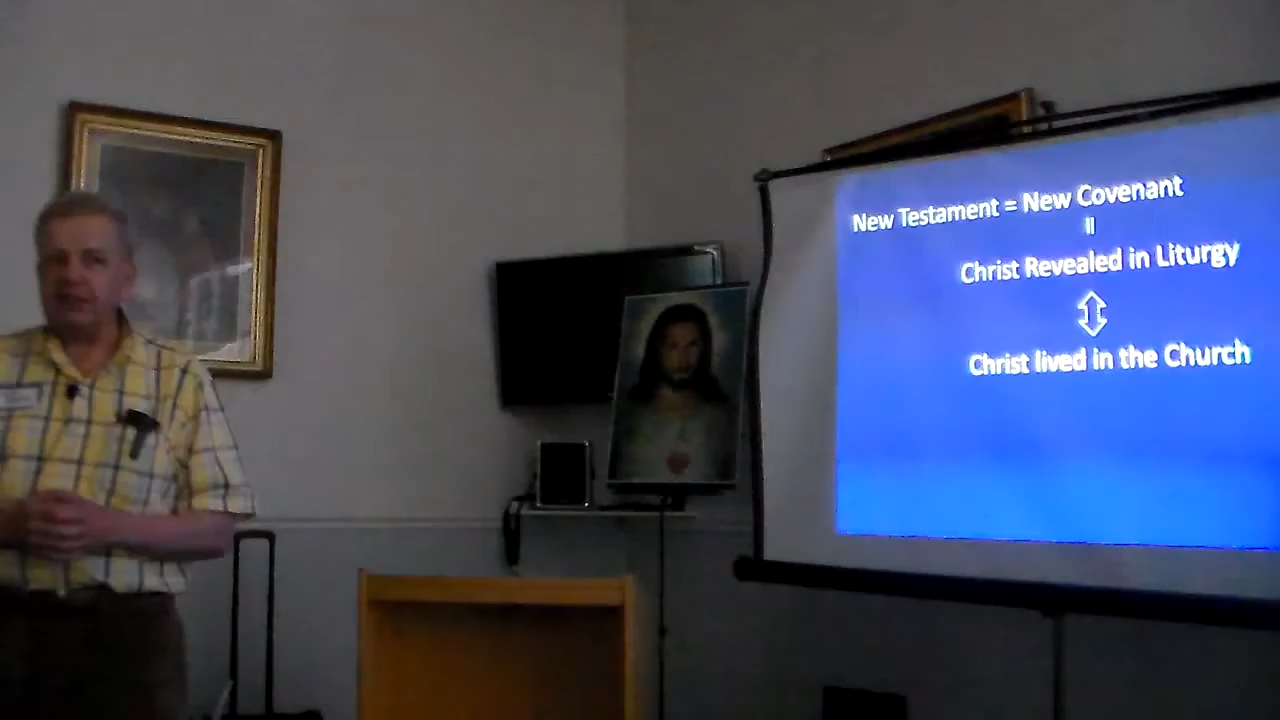 New Testament = New Covenant
=
Christ Revealed in Liturgy
⇕
Christ lived in the Church